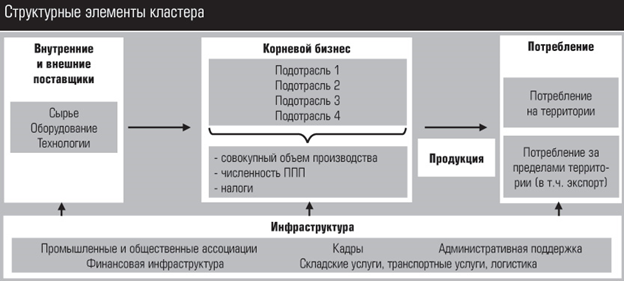 Структурные элементы кластера
Внутренние
и внешние
поставщики
Сырье
Оборудование
Технологии
Корневой бизнес
Подотрасль 1
Подотрасль 2
Подотрасль 3
Подотрасль 4
- совокупный объем производства
- численность ППП
- налоги
Продукция
Потребление
Потребление
на территории
Потребление за
пределами террито-
рии (в т.ч. экспорт)
Инфраструктура
Промышленные и общественные ассоциации
Кадры
Административная поддержка
Финансовая инфраструктура
Складские услуги, транспортные услуги, логистика